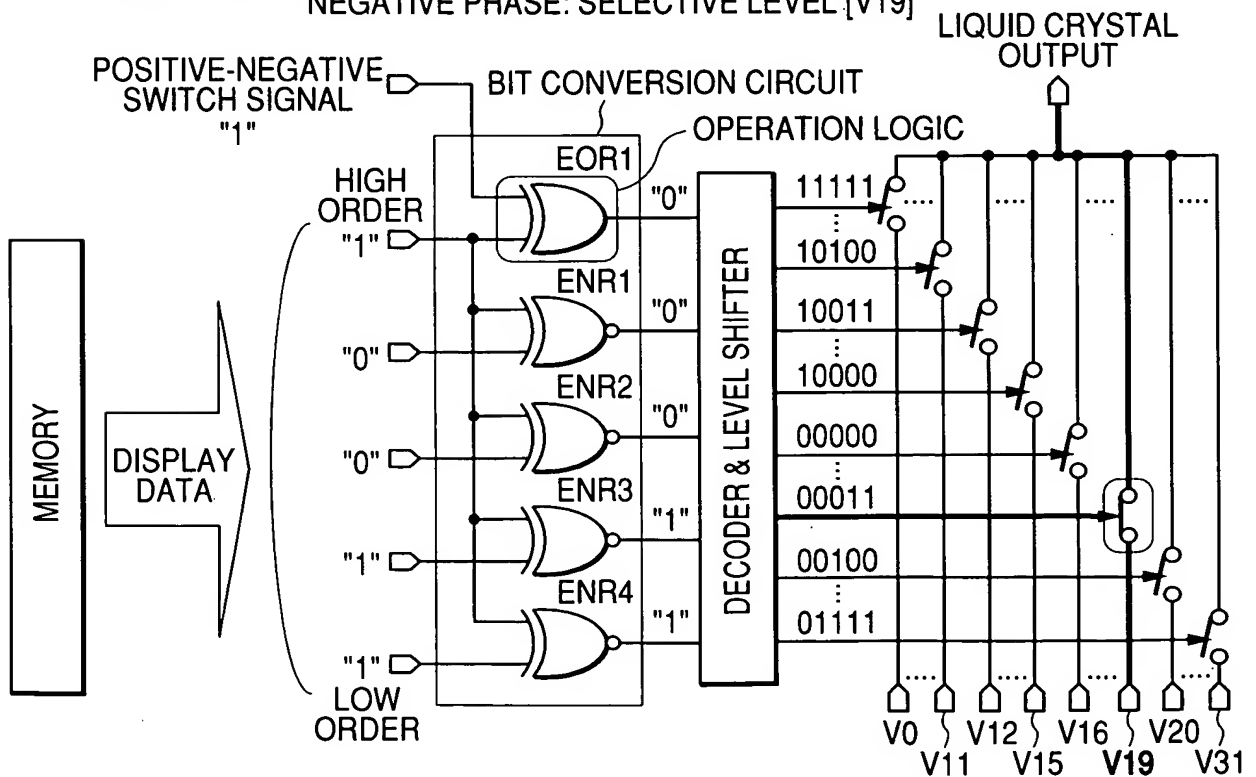 NEGATIVE PHASE: SELECTIVE LEVEL [V19]
LIQUID CRYSTAL
OUTPUT
POSITIVE-NEGATIVE
SWITCH SIGNAL
"1"
BIT CONVERSION CIRCUIT
OPERATION LOGIC
EOR1
HIGH
ORDER
"1"
"0"
ENR1
"0"
"0"
ENR2
"0"
"0"
ENR3
"1"
"1"
ENR4
"1"
"1"
LOW
ORDER
MEMORY
DISPLAY
DATA
DECODER & LEVEL SHIFTER
11111
10100
10011
10000
00000
00011
00100
01111
V0
V11
V12
V15
V16
V19
V20
V31